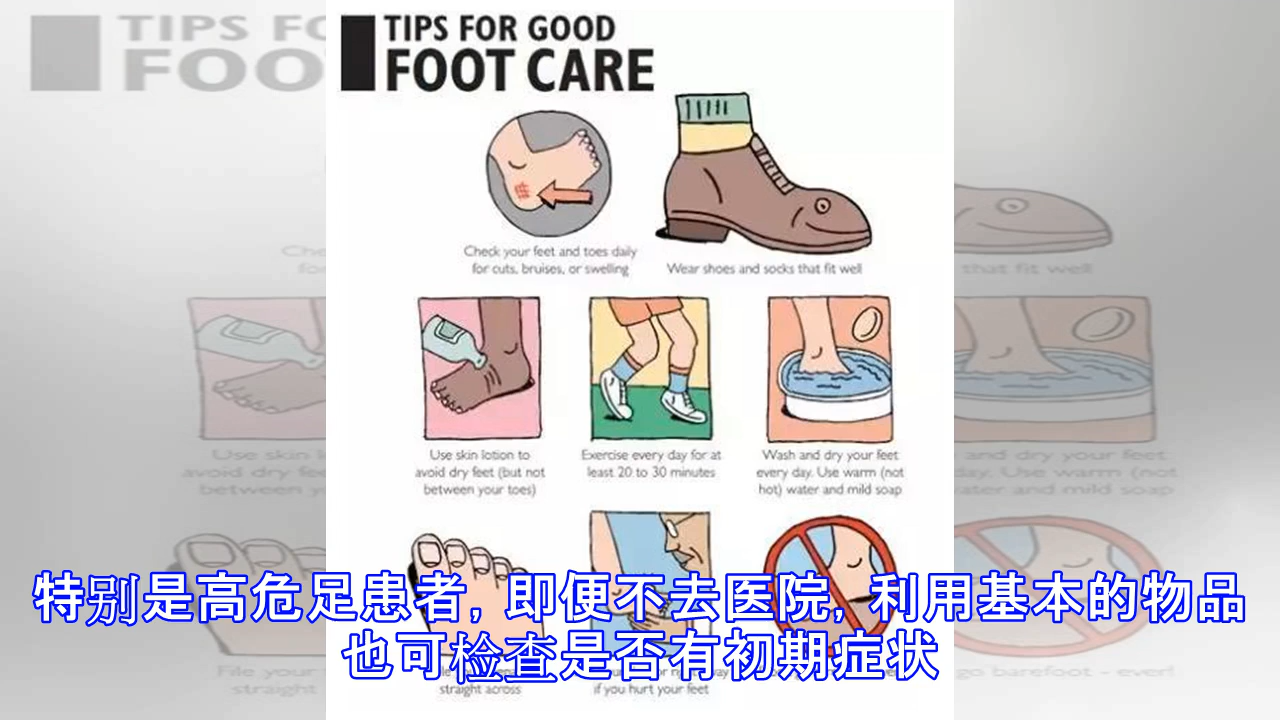 TIPS FOR GOOD
FOOT CARE
Check your feet and toes daily
for cuts, bruises, or swelling
Wear shoes and socks that fit well
Use skin lotion to
avoid dry feet (but not
between your toes)
Exercise every day for at
least 20 to 30 minutes
Wash and dry your feet
every day. Use warm (not
hot) water and mild soap
特别是高危足患者, 即便不去医院, 利用基本的物品
也可检查是否有初期症状
File your
straight across
if you hurt your feet
go barefoot - ever!